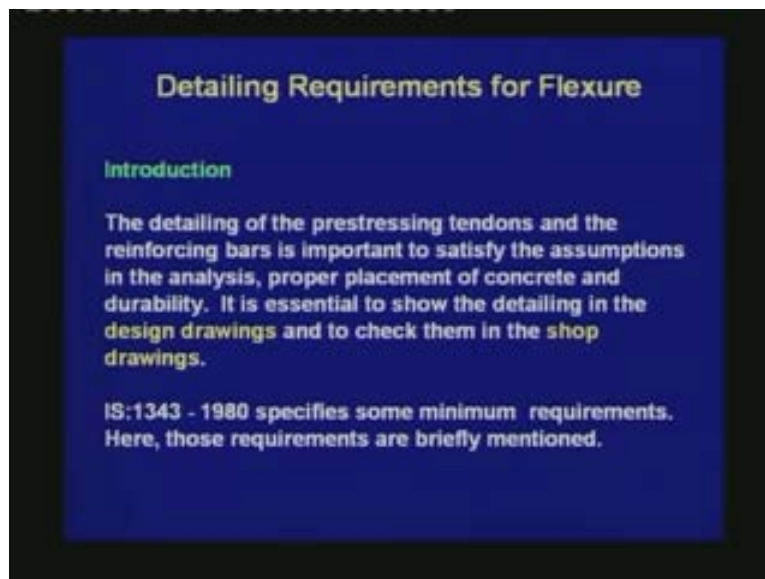 Detailing Requirements for Flexure
Introduction
The detailing of the prestressing tendons and the
reinforcing bars is important to satisfy the assumptions
in the analysis, proper placement of concrete and
durability. It is essential to show the detailing in the
design drawings and to check them in the shop
drawings.
IS:1343 - 1980 specifies some minimum requirements.
Here, those requirements are briefly mentioned.